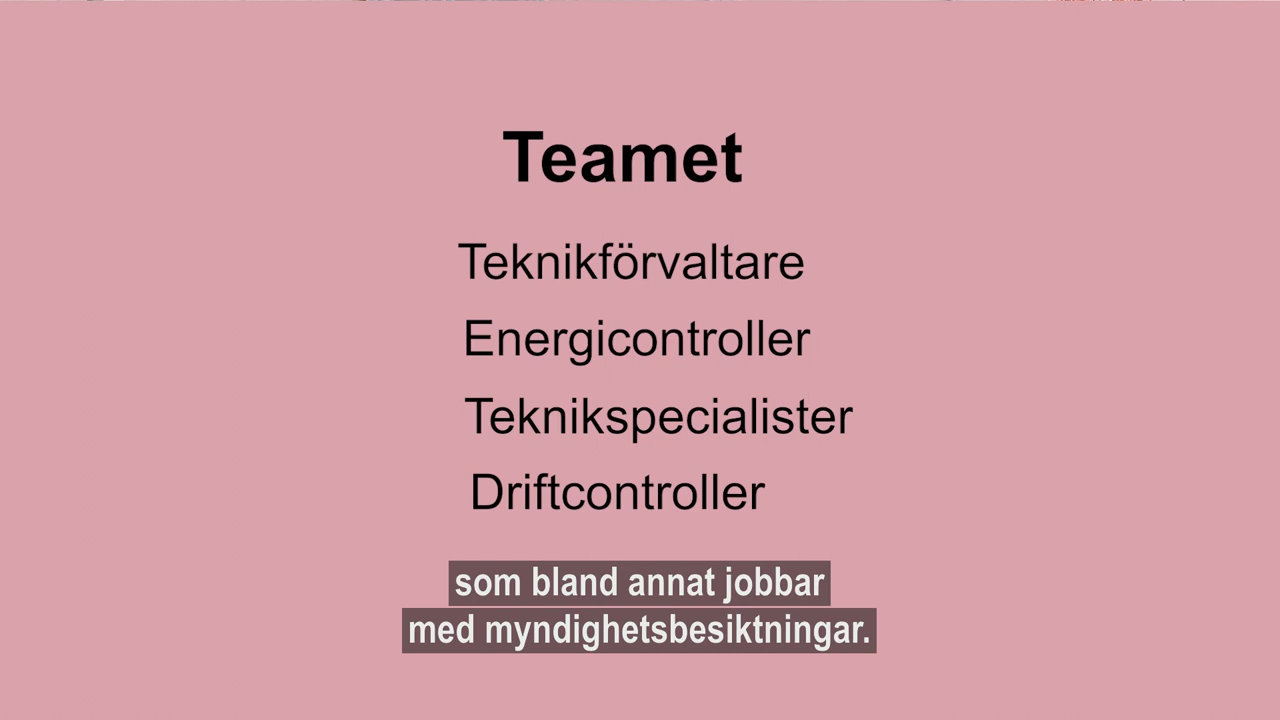 Teamet
Teknikförvaltare
Energicontroller
Teknikspecialister
Driftcontroller
som bland annat jobbar
med myndighetsbesiktningar.